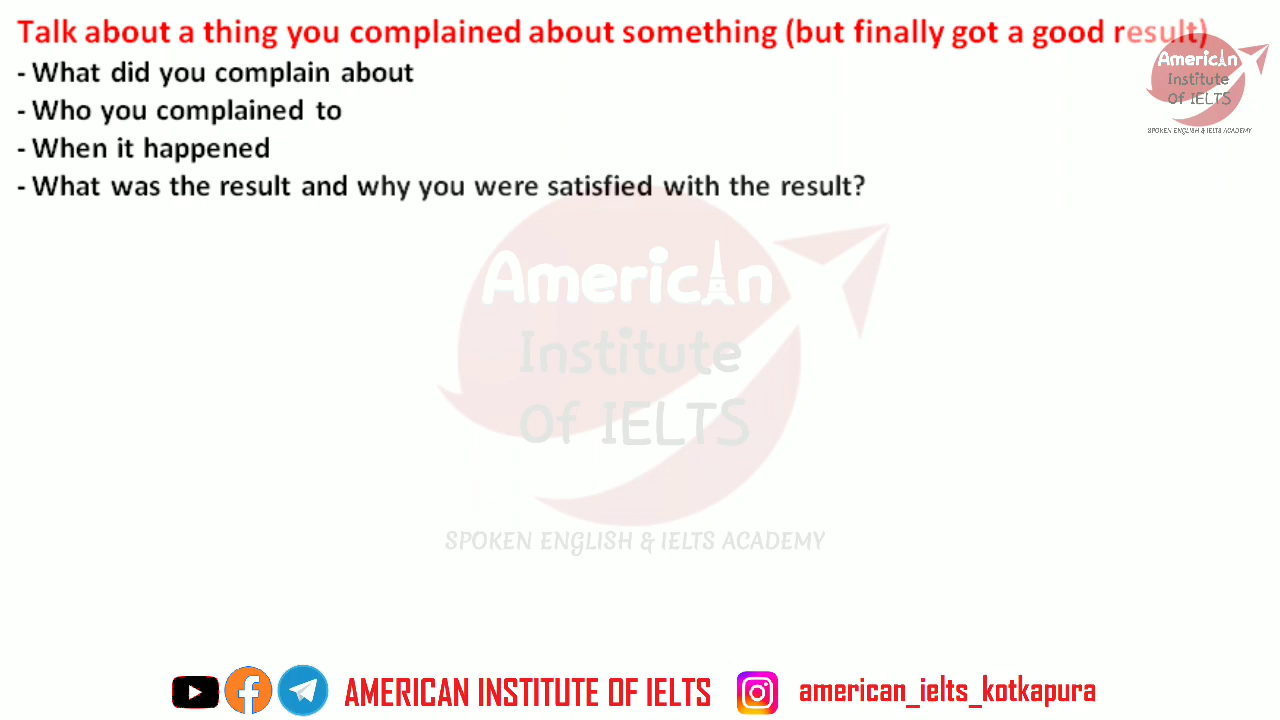 Talk about a thing you complained about something (but finally got a good result)
- What did you complain about
- Who you complained to
- When it happened
- What was the result and why you were satisfied with the result?
American
Institute
Of IELTS
SPOKEN ENGLISH & IELTS ACADEMY
American
Institute
Of IELTS
SPOKEN ENGLISH & IELTS ACADEMY
AMERICAN INSTITUTE OF IELTS
american_ielts_kotkapura